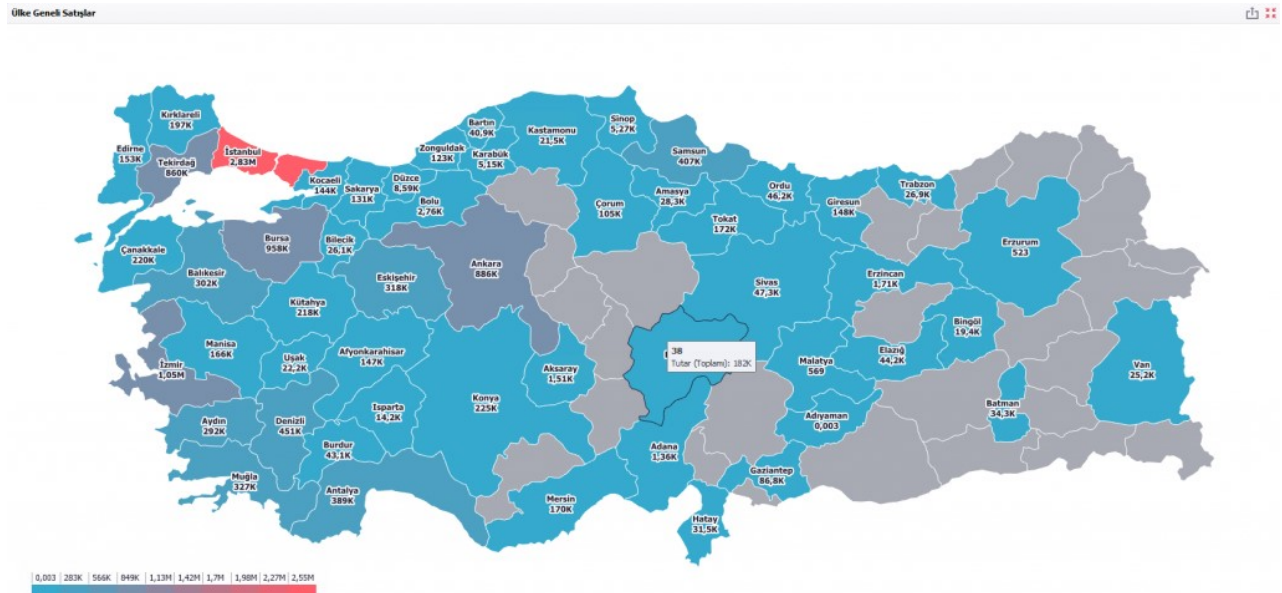 Ülke Geneli Satışlar
Kırklareli
197K
Edirne
153K
Tekirdağ
860K
İstanbul
2,83M
Kocaeli
144K
Sakarya
131K
Düzce
8,59K
Zonguldak
123K
Bartın
40,9K
Karabük
5,15K
Kastamonu
21,5K
Sinop
5,27K
Samsun
407K
Bolu
2,76K
Çorum
105K
Amasya
28,3K
Tokat
172K
Ordu
46,2K
Giresun
148K
Trabzon
26,9K
Erzurum
523
Çanakkale
220K
Balıkesir
302K
Bursa
958K
Bilecik
26,1K
Eskişehir
318K
Ankara
886K
Sivas
47,3K
Erzincan
1,71K
Bingöl
19,4K
Kütahya
218K
Manisa
166K
İzmir
1,05M
Uşak
22,2K
Afyonkarahisar
147K
Aksaray
1,51K
38
Tutar (Toplam): 182K
Malatya
569
Elazığ
44,2K
Van
25,2K
Batman
34,3K
Adıyaman
0,003
Aydın
292K
Denizli
451K
Isparta
14,2K
Konya
225K
Burdur
43,1K
Muğla
327K
Antalya
389K
Mersin
170K
Adana
1,36K
Gaziantep
86,8K
Hatay
31,5K
0,003 283K 566K 849K 1,13M 1,42M 1,7M 1,98M 2,27M 2,55M